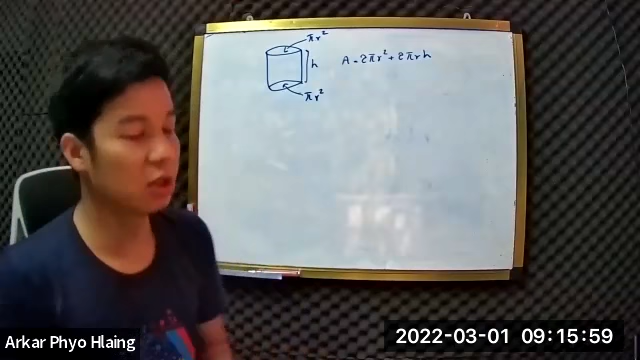 πr²
h
A = 2πr² + 2πrh
πr²
2022-03-01 09:15:59
Arkar Phyo Hlaing